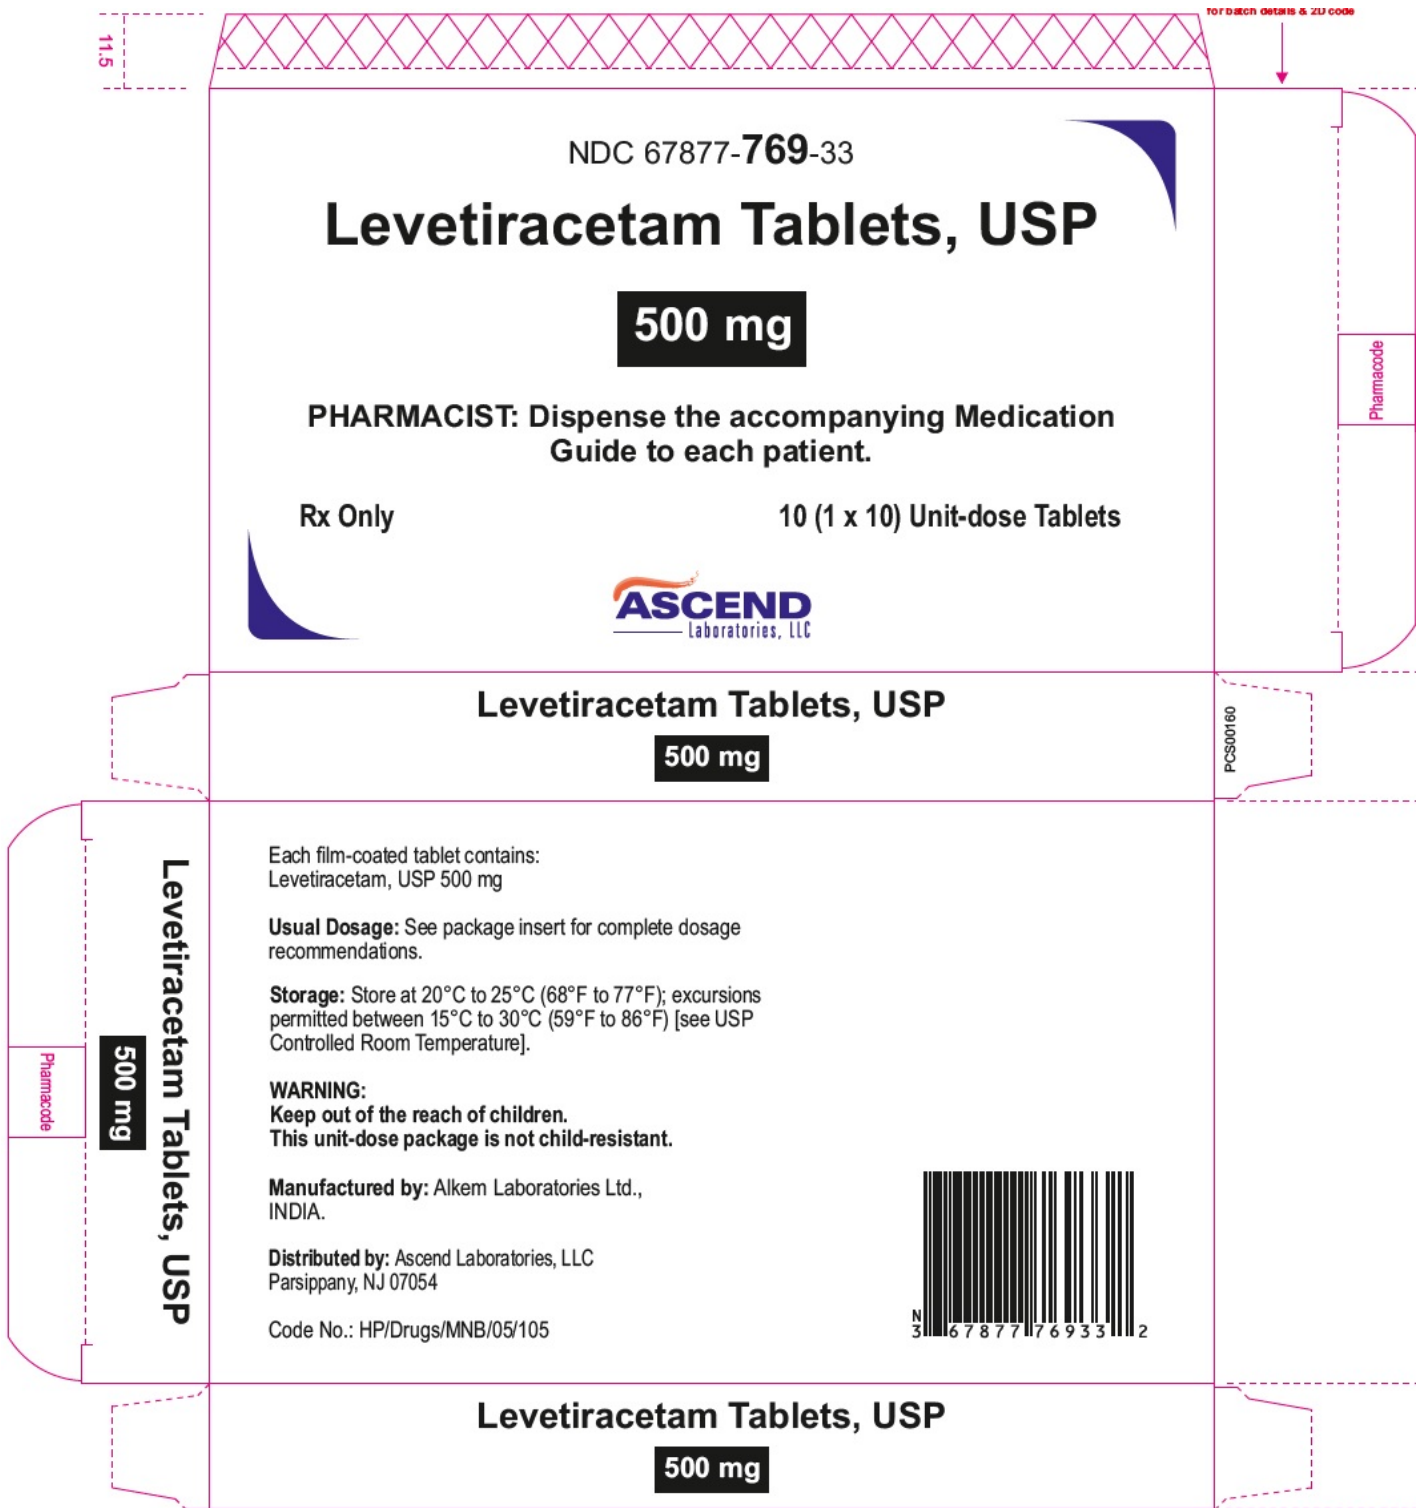 for batch details & 2D code
11.5
NDC 67877-769-33
Levetiracetam Tablets, USP
500 mg
PHARMACIST: Dispense the accompanying Medication
Guide to each patient.
Rx Only
10 (1 x 10) Unit-dose Tablets
ASCEND
Laboratories, LLC
Pharmacode
Levetiracetam Tablets, USP
500 mg
PCS00160
Levetiracetam Tablets, USP
500 mg
Pharmacode
Each film-coated tablet contains:
Levetiracetam, USP 500 mg
Usual Dosage: See package insert for complete dosage
recommendations.
Storage: Store at 20°C to 25°C (68°F to 77°F); excursions
permitted between 15°C to 30°C (59°F to 86°F) [see USP
Controlled Room Temperature].
WARNING:
Keep out of the reach of children.
This unit-dose package is not child-resistant.
Manufactured by: Alkem Laboratories Ltd.,
INDIA.
Distributed by: Ascend Laboratories, LLC
Parsippany, NJ 07054
Code No.: HP/Drugs/MNB/05/105
N
3 67877 76933 2
Levetiracetam Tablets, USP
500 mg